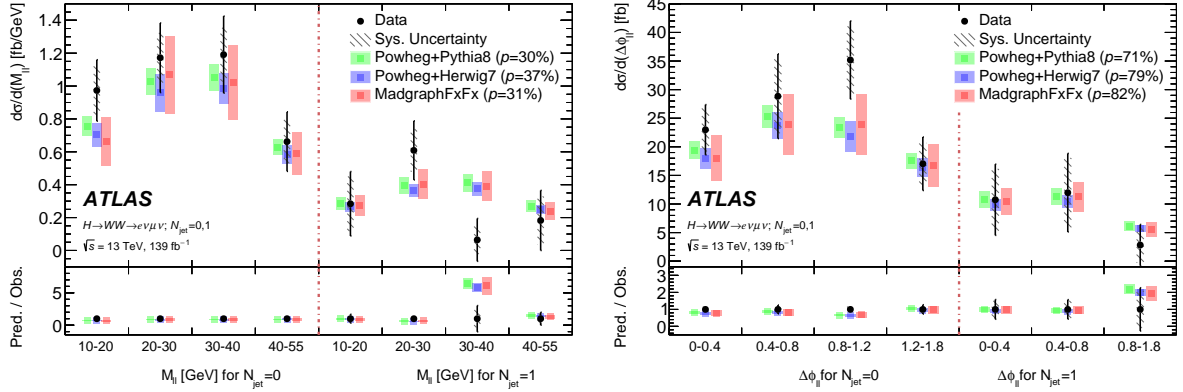 dσ/d(M_ll) [fb/GeV]
1.4
1.2
1.0
0.8
0.6
0.4
0.2
0
Data
Sys. Uncertainty
Powheg+Pythia8 (p=30%)
Powheg+Herwig7 (p=37%)
MadgraphFxFx (p=31%)
ATLAS
H→WW→eνμν; N_jet=0,1
√s = 13 TeV, 139 fb⁻¹
Pred. / Obs.
5
0
10-20 20-30 30-40 40-55 10-20 20-30 30-40 40-55
M_ll [GeV] for N_jet=0 M_ll [GeV] for N_jet=1
dσ/d(Δϕ_ll) [fb]
45
40
35
30
25
20
15
10
5
0
Data
Sys. Uncertainty
Powheg+Pythia8 (p=71%)
Powheg+Herwig7 (p=79%)
MadgraphFxFx (p=82%)
ATLAS
H→WW→eνμν; N_jet=0,1
√s = 13 TeV, 139 fb⁻¹
Pred. / Obs.
3
2
1
0
0-0.4 0.4-0.8 0.8-1.2 1.2-1.8 0-0.4 0.4-0.8 0.8-1.8
Δϕ_ll for N_jet=0 Δϕ_ll for N_jet=1